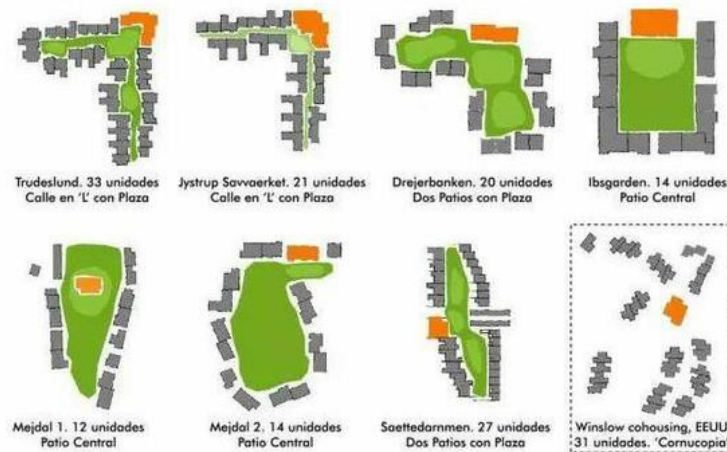 Trudeslund. 33 unidades
Calle en 'L' con Plaza
Jystrup Savvaerket. 21 unidades
Calle en 'L' con Plaza
Drejerbanken. 20 unidades
Dos Patios con Plaza
Ibsgarden. 14 unidades
Patio Central
Mejdal 1. 12 unidades
Patio Central
Mejdal 2. 14 unidades
Patio Central
Saettedarnmen. 27 unidades
Dos Patios con Plaza
Winslow cohousing, EEUU
31 unidades. 'Cornucopia'